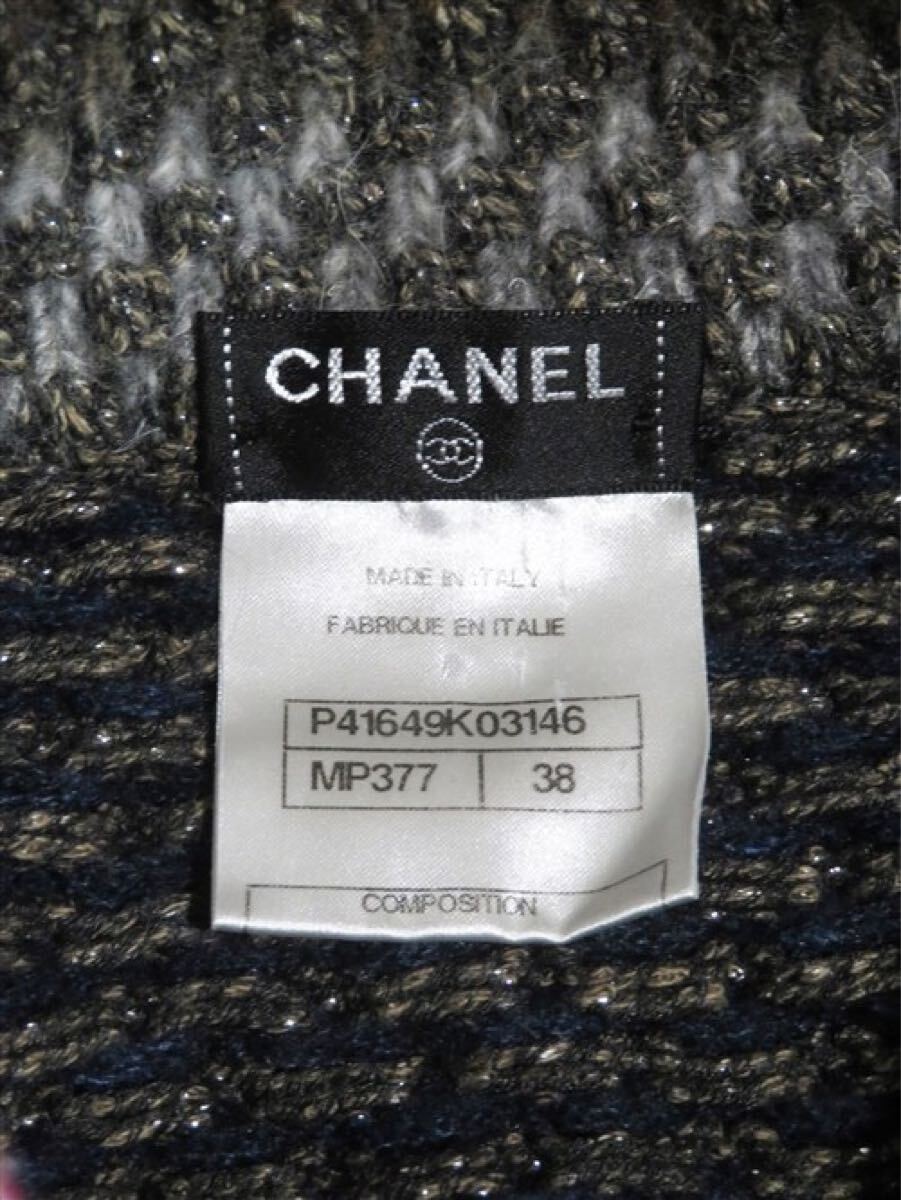 CHANEL
MADE IN ITALY
FABRIQUE EN ITALIE
P41649K03146
MP377 38
COMPOSITION